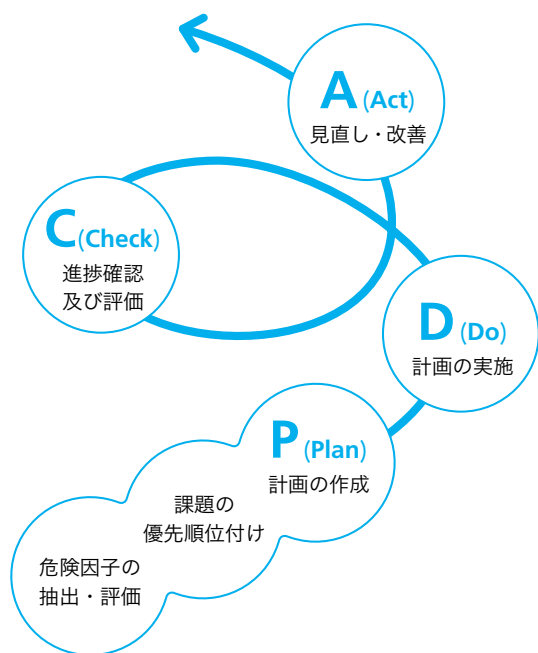 A (Act)
見直し・改善
C (Check)
進捗確認
及び評価
D (Do)
計画の実施
P (Plan)
計画の作成
課題の
優先順位付け
危険因子の
抽出・評価